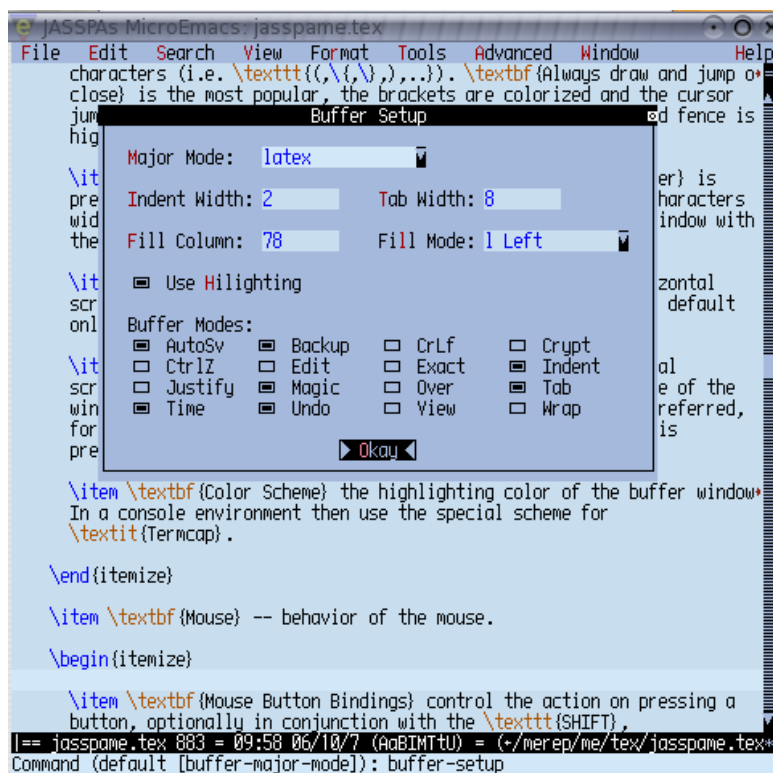 JASSPAs MicroEmacs: jasspame.tex
File Edit Search View Format Tools Advanced Window Help
characters (i.e. \texttt{(,\{,\},),..}). \textbf{Always draw and jump o
close} is the most popular, the brackets are colorized and the cursor
jum d fence is
hig
Buffer Setup
Major Mode: latex
\it er} is
pre haracters
Indent Width: 2 Tab Width: 8
wid indow with
the
Fill Column: 78 Fill Mode: l Left
\it zontal
Use Hilighting
scr default
onl
Buffer Modes:
AutoSv Backup CrLf Crypt
\it al
CtrlZ Edit Exact Indent
scr e of the
Justify Magic Over Tab
win referred,
Time Undo View Wrap
for is
pre
Okay
\item \textbf{Color Scheme} the highlighting color of the buffer window
In a console environment then use the special scheme for
\textit{Termcap}.
\end{itemize}
\item \textbf{Mouse} -- behavior of the mouse.
\begin{itemize}
\item \textbf{Mouse Button Bindings} control the action on pressing a
button, optionally in conjunction with the \texttt{SHIFT},
|== jasspame.tex 883 = 09:58 06/10/7 (AaBIMTtU) = (~/merep/me/tex/jasspame.tex*
Command (default [buffer-major-mode]): buffer-setup